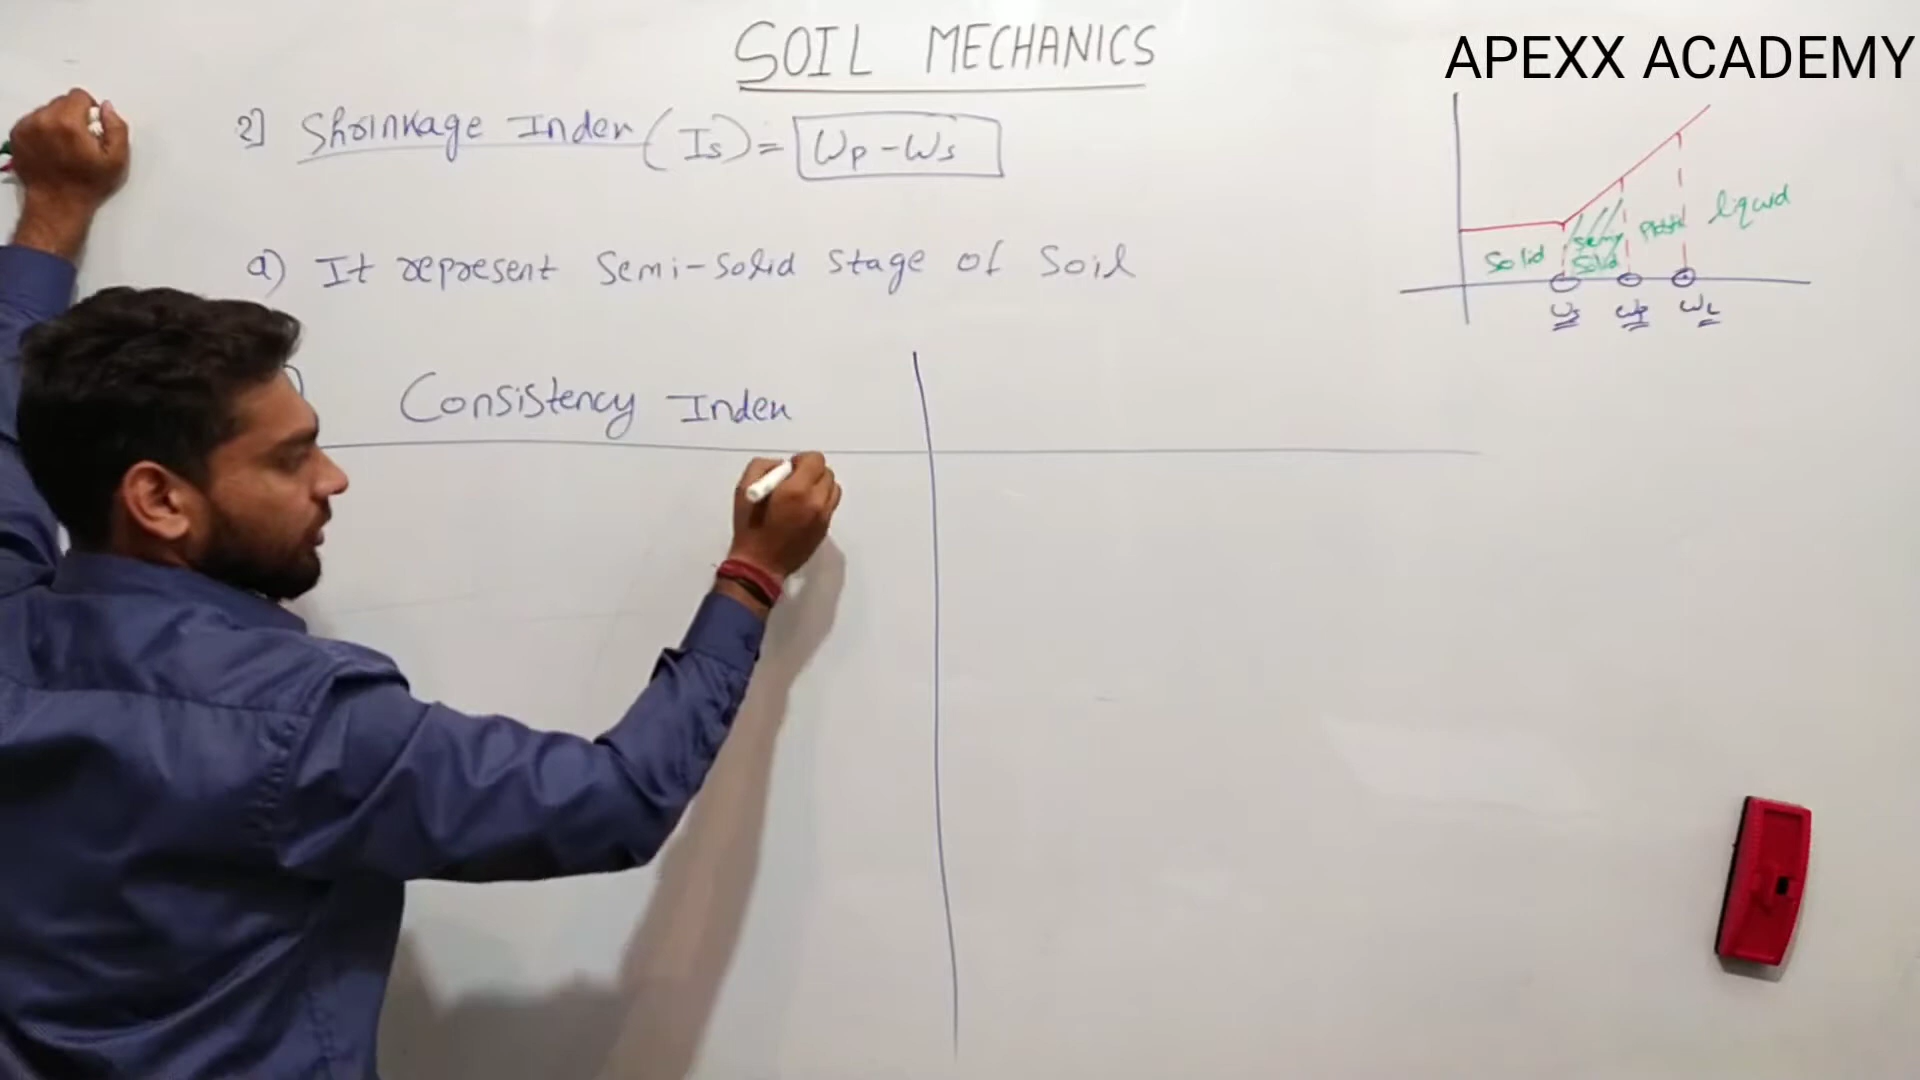 SOIL MECHANICS
APEXX ACADEMY
2] Shrinkage Index (Is) = Wp - Ws
a) It represent Semi-solid stage of Soil
Consistency Index
Solid
Semi
Solid
liquid
Ws Wp WL